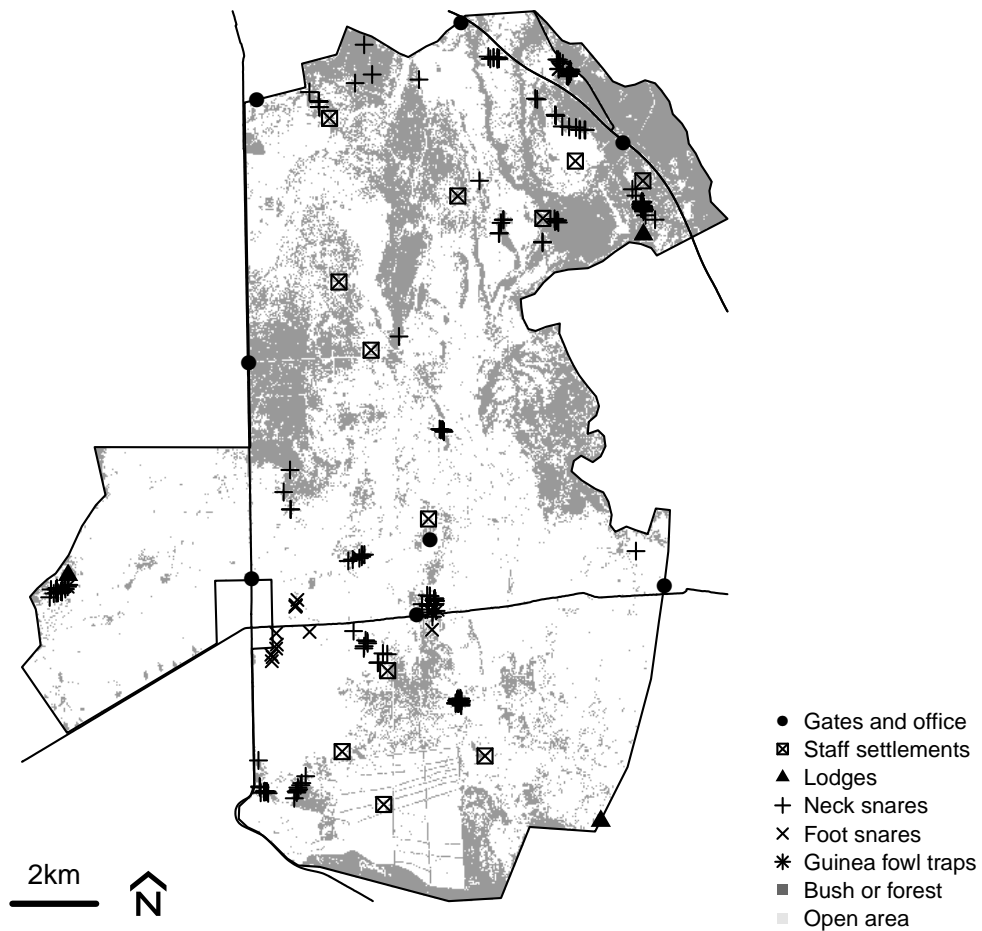 Gates and office
Staff settlements
Lodges
Neck snares
Foot snares
Guinea fowl traps
Bush or forest
Open area
2km
N